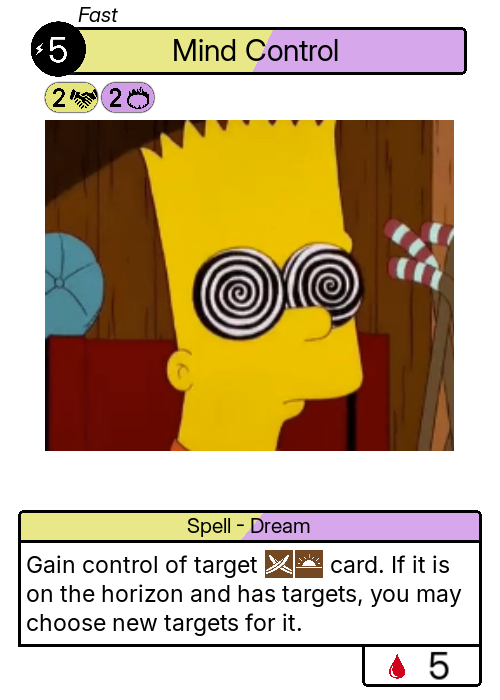 Fast
5
Mind Control
2 2
Spell - Dream
Gain control of target card. If it is
on the horizon and has targets, you may
choose new targets for it.
5